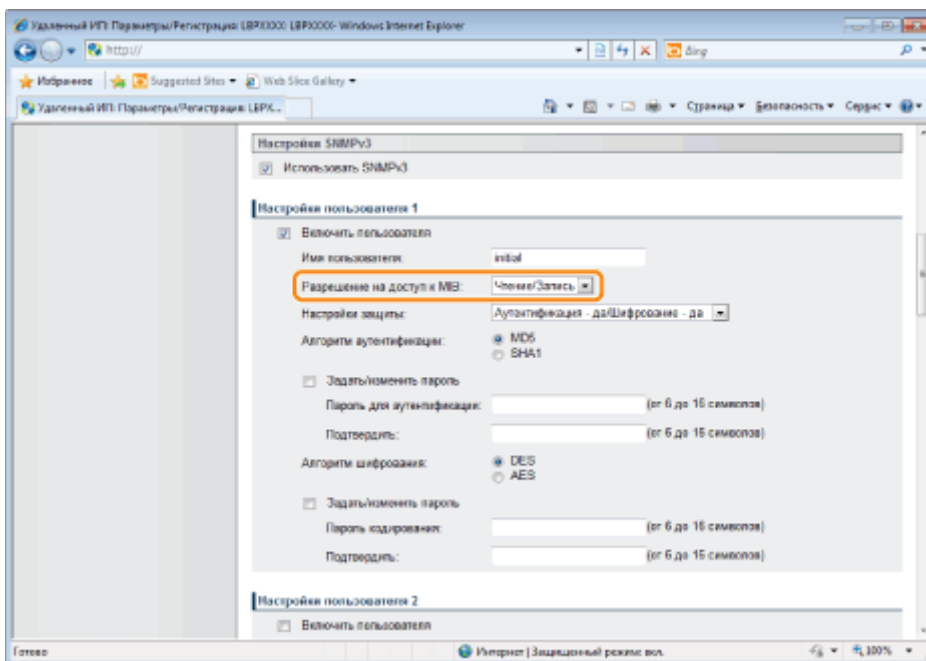 Удаленный ИП: Параметры/Регистрация: LBPXXXX: LBPXXXX- Windows Internet Explorer
http://
Bing
Избранное Suggested Sites Web Slice Gallery
Удаленный ИП: Параметры/Регистрация: LBPX... Страница Безопасность Сервис
Настройки SNMPv3
Использовать SNMPv3
Настройки пользователя 1
Включить пользователя
Имя пользователя: initial
Разрешение на доступ к MIB: Чтение/Запись
Настройки защиты: Аутентификация - да/Шифрование - да
Алгоритм аутентификации: MD5
SHA1
Задать/изменить пароль
Пароль для аутентификации: (от 6 до 16 символов)
Подтвердить: (от 6 до 16 символов)
Алгоритм шифрования: DES
AES
Задать/изменить пароль
Пароль кодирования: (от 6 до 16 символов)
Подтвердить: (от 6 до 16 символов)
Настройки пользователя 2
Включить пользователя
Готово Интернет | Защищенный режим: вкл. 100%